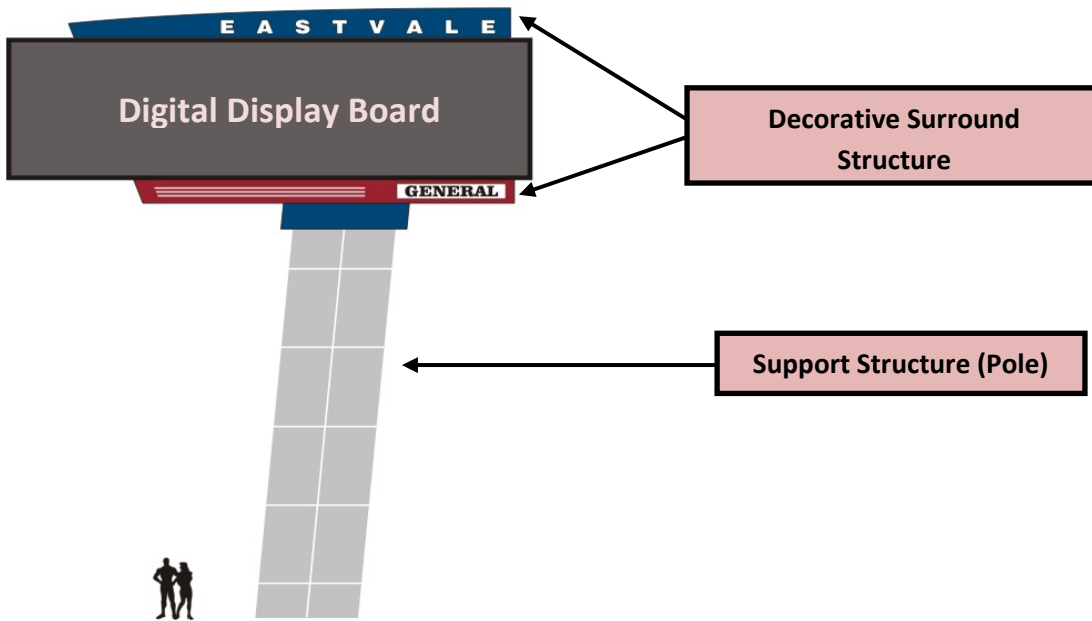 EASTVALE
Digital Display Board
GENERAL
Decorative Surround
Structure
Support Structure (Pole)